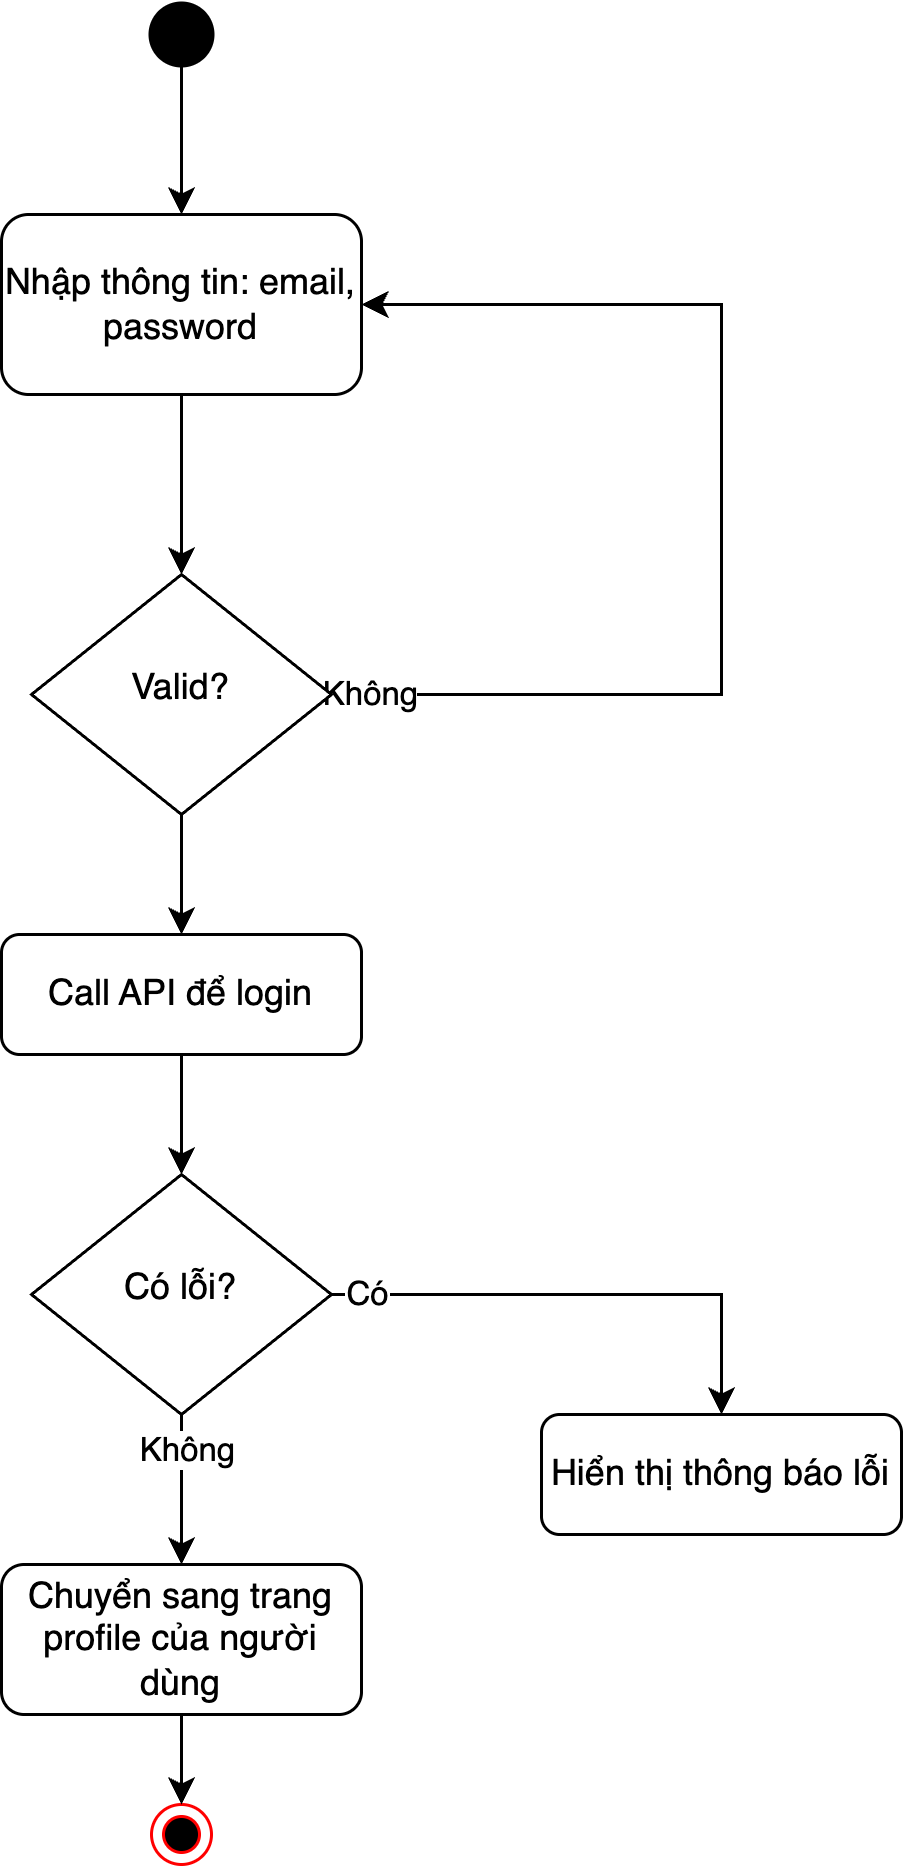 Nhập thông tin: email,
password
Valid?
Không
Call API để login
Có lỗi?
Có
Không
Hiển thị thông báo lỗi
Chuyển sang trang
profile của người
dùng